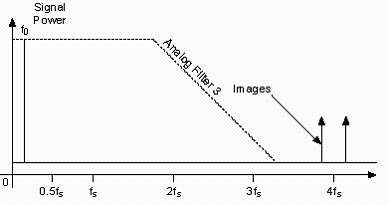 Signal
Power
f0
Analog Filter 3
Images
0
0.5fs
fs
2fs
3fs
4fs